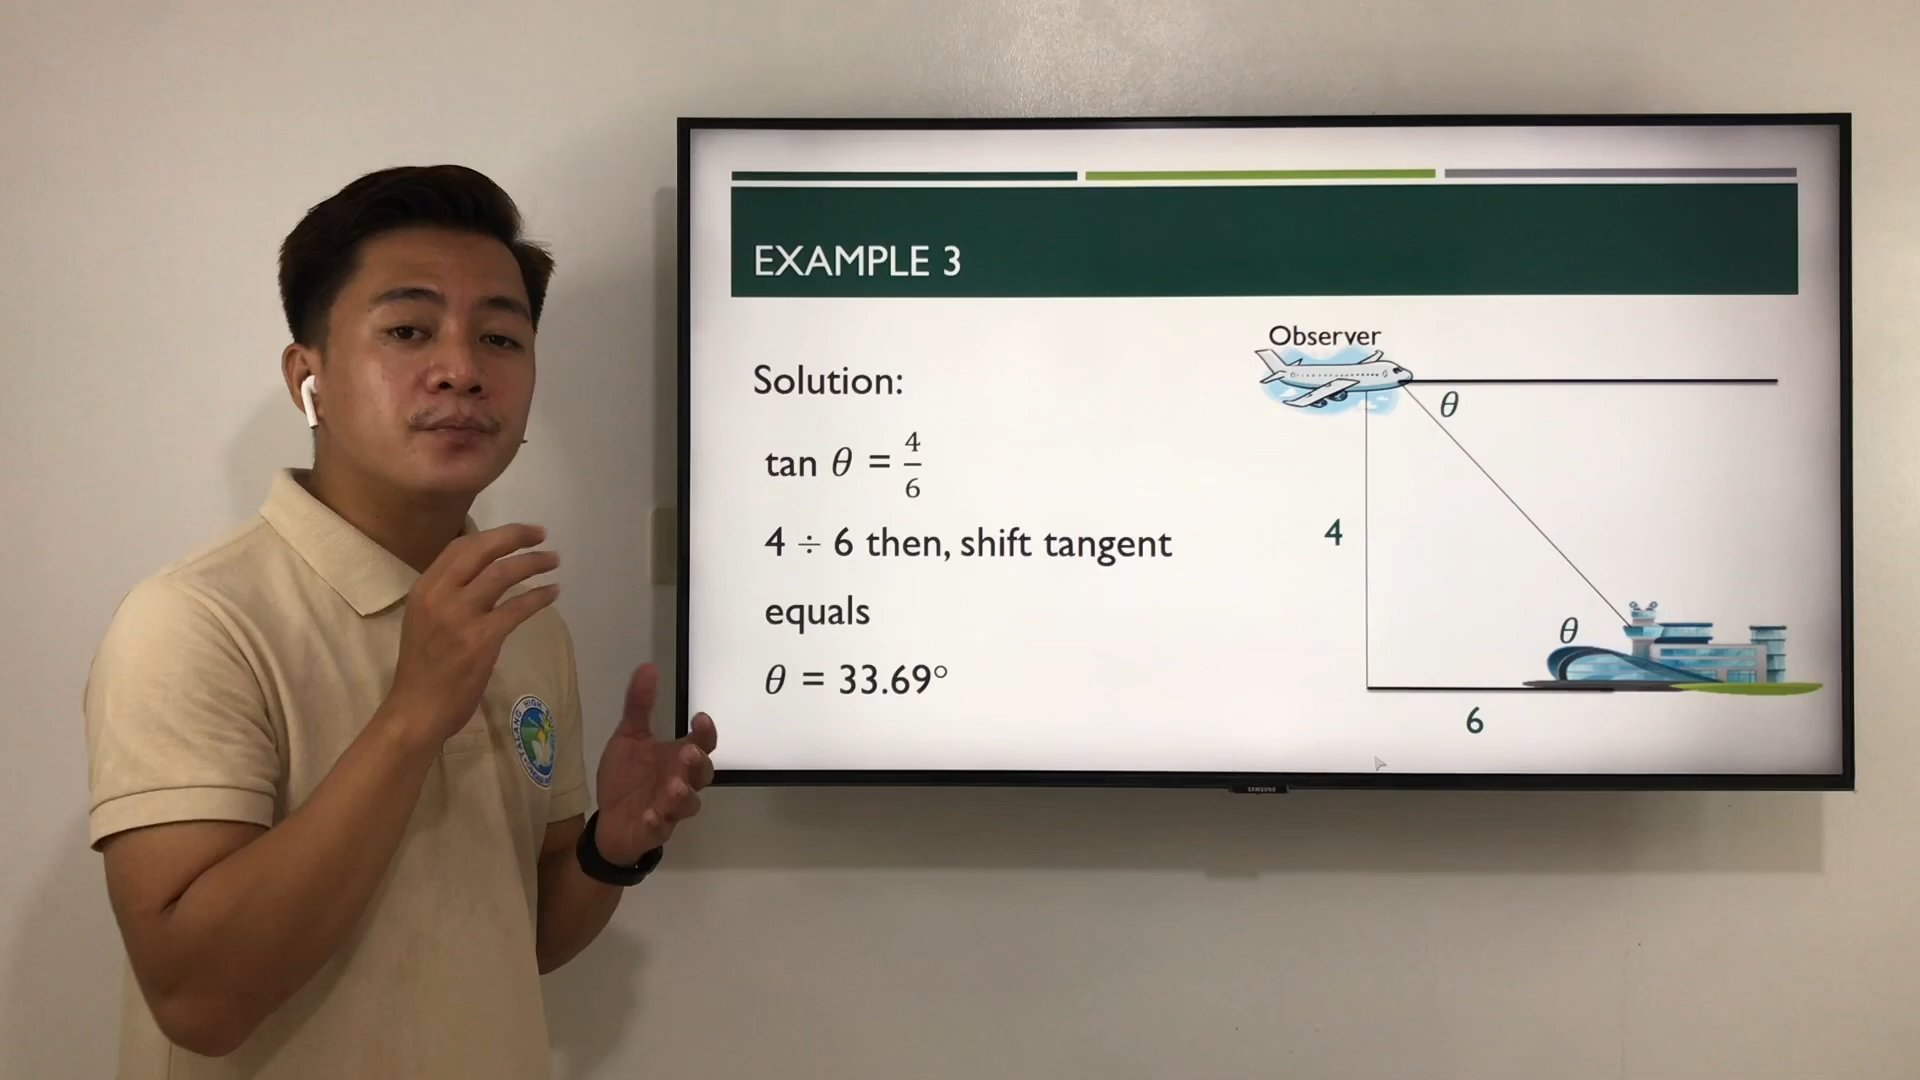 EXAMPLE 3
Observer
Solution:
θ
tan θ = 4/6
4 ÷ 6 then, shift tangent
4
equals
θ
θ = 33.69°
6
SAMSUNG